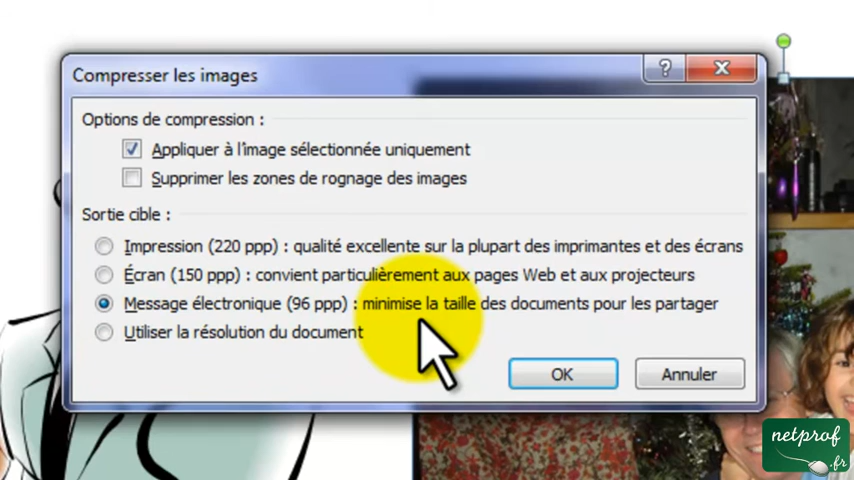 Compresser les images
Options de compression :
Appliquer à l'image sélectionnée uniquement
Supprimer les zones de rognage des images
Sortie cible :
Impression (220 ppp) : qualité excellente sur la plupart des imprimantes et des écrans
Écran (150 ppp) : convient particulièrement aux pages Web et aux projecteurs
Message électronique (96 ppp) : minimise la taille des documents pour les partager
Utiliser la résolution du document
OK
Annuler
netprof
.fr